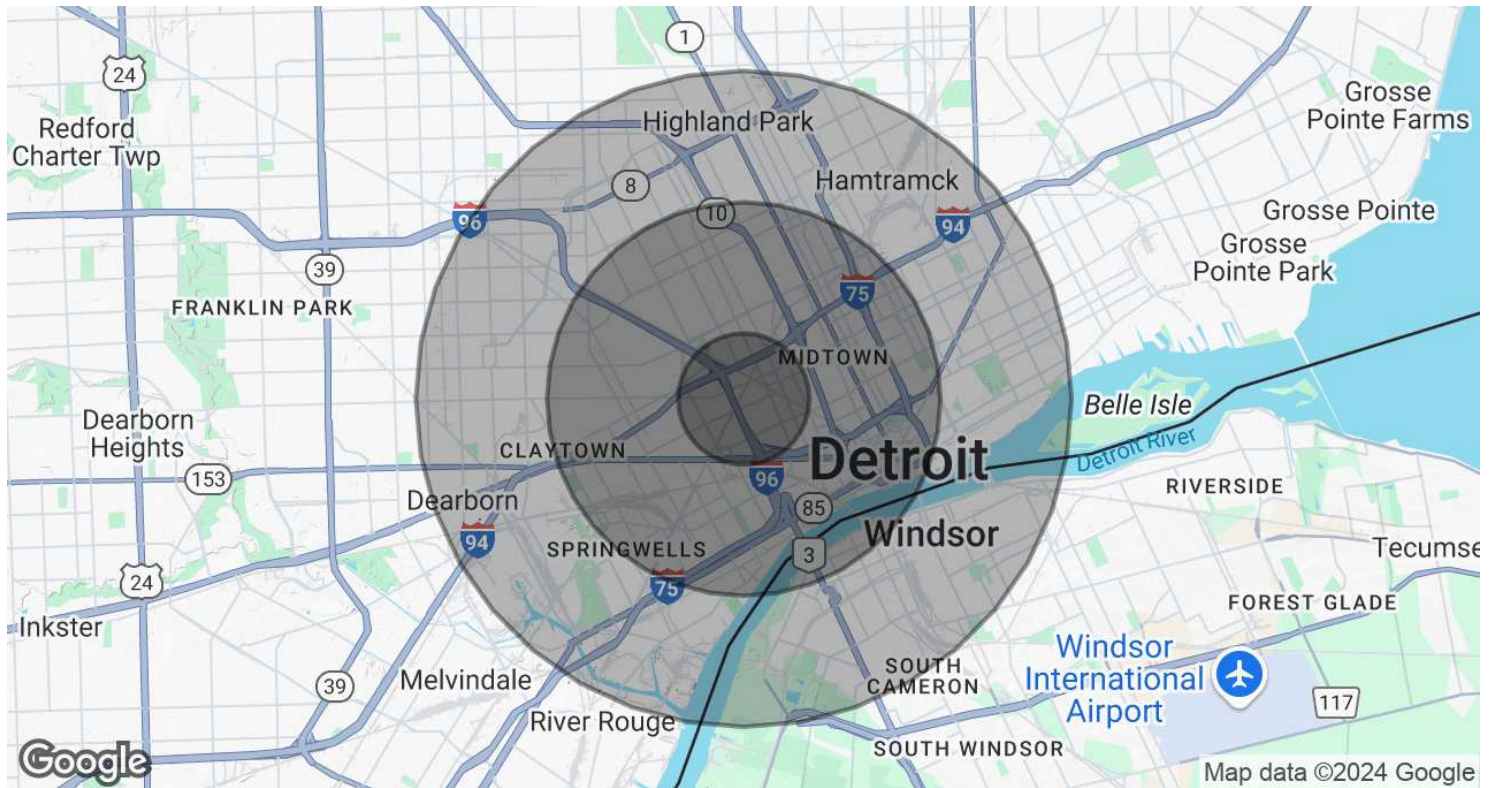 1
24
Redford
Charter Twp
Highland Park
Grosse
Pointe Farms
8
Hamtramck
96
10
94
Grosse Pointe
Grosse
Pointe Park
39
75
FRANKLIN PARK
MIDTOWN
Belle Isle
Dearborn
Heights
CLAYTOWN
Detroit
Detroit River
153
96
RIVERSIDE
Dearborn
85
94
SPRINGWELLS
Windsor
3
Tecumse
24
75
FOREST GLADE
Inkster
Windsor
International
Airport
SOUTH
CAMERON
39
Melvindale
117
River Rouge
SOUTH WINDSOR
Google
Map data ©2024 Google